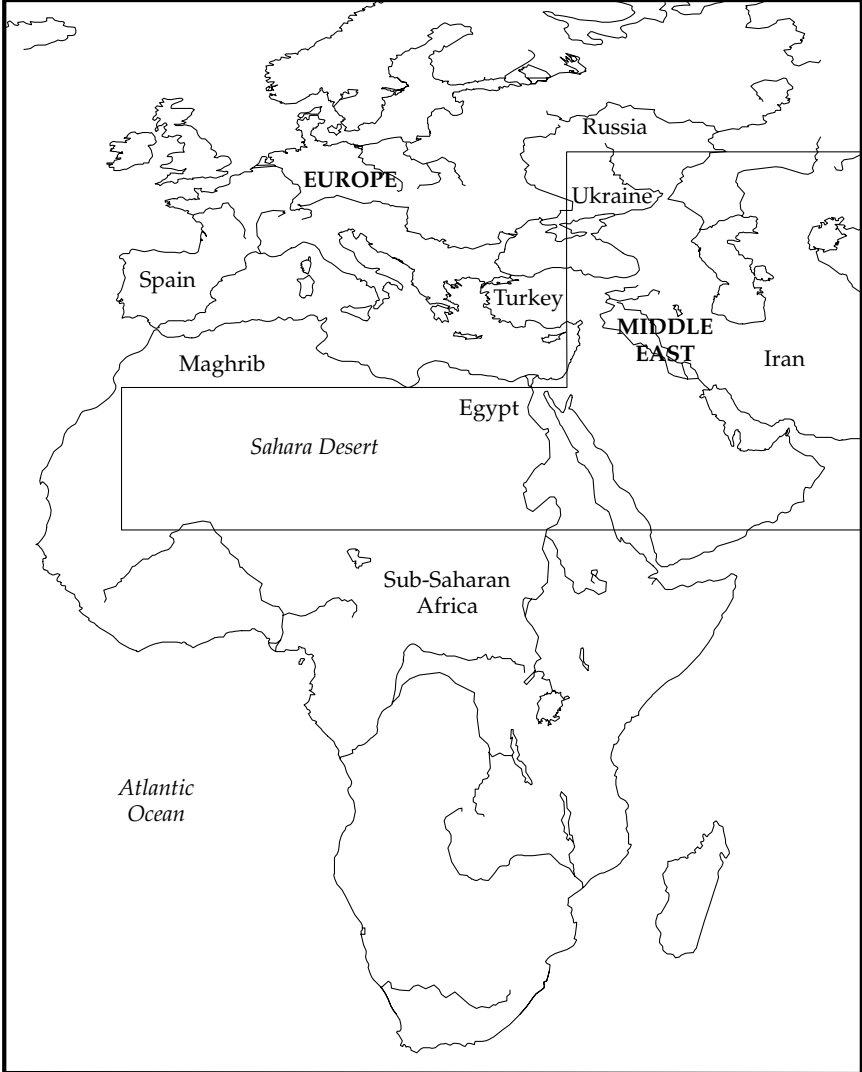 Russia
EUROPE
Ukraine
Spain
Turkey
MIDDLE
EAST
Maghrib
Iran
Egypt
Sahara Desert
Sub-Saharan
Africa
Atlantic
Ocean